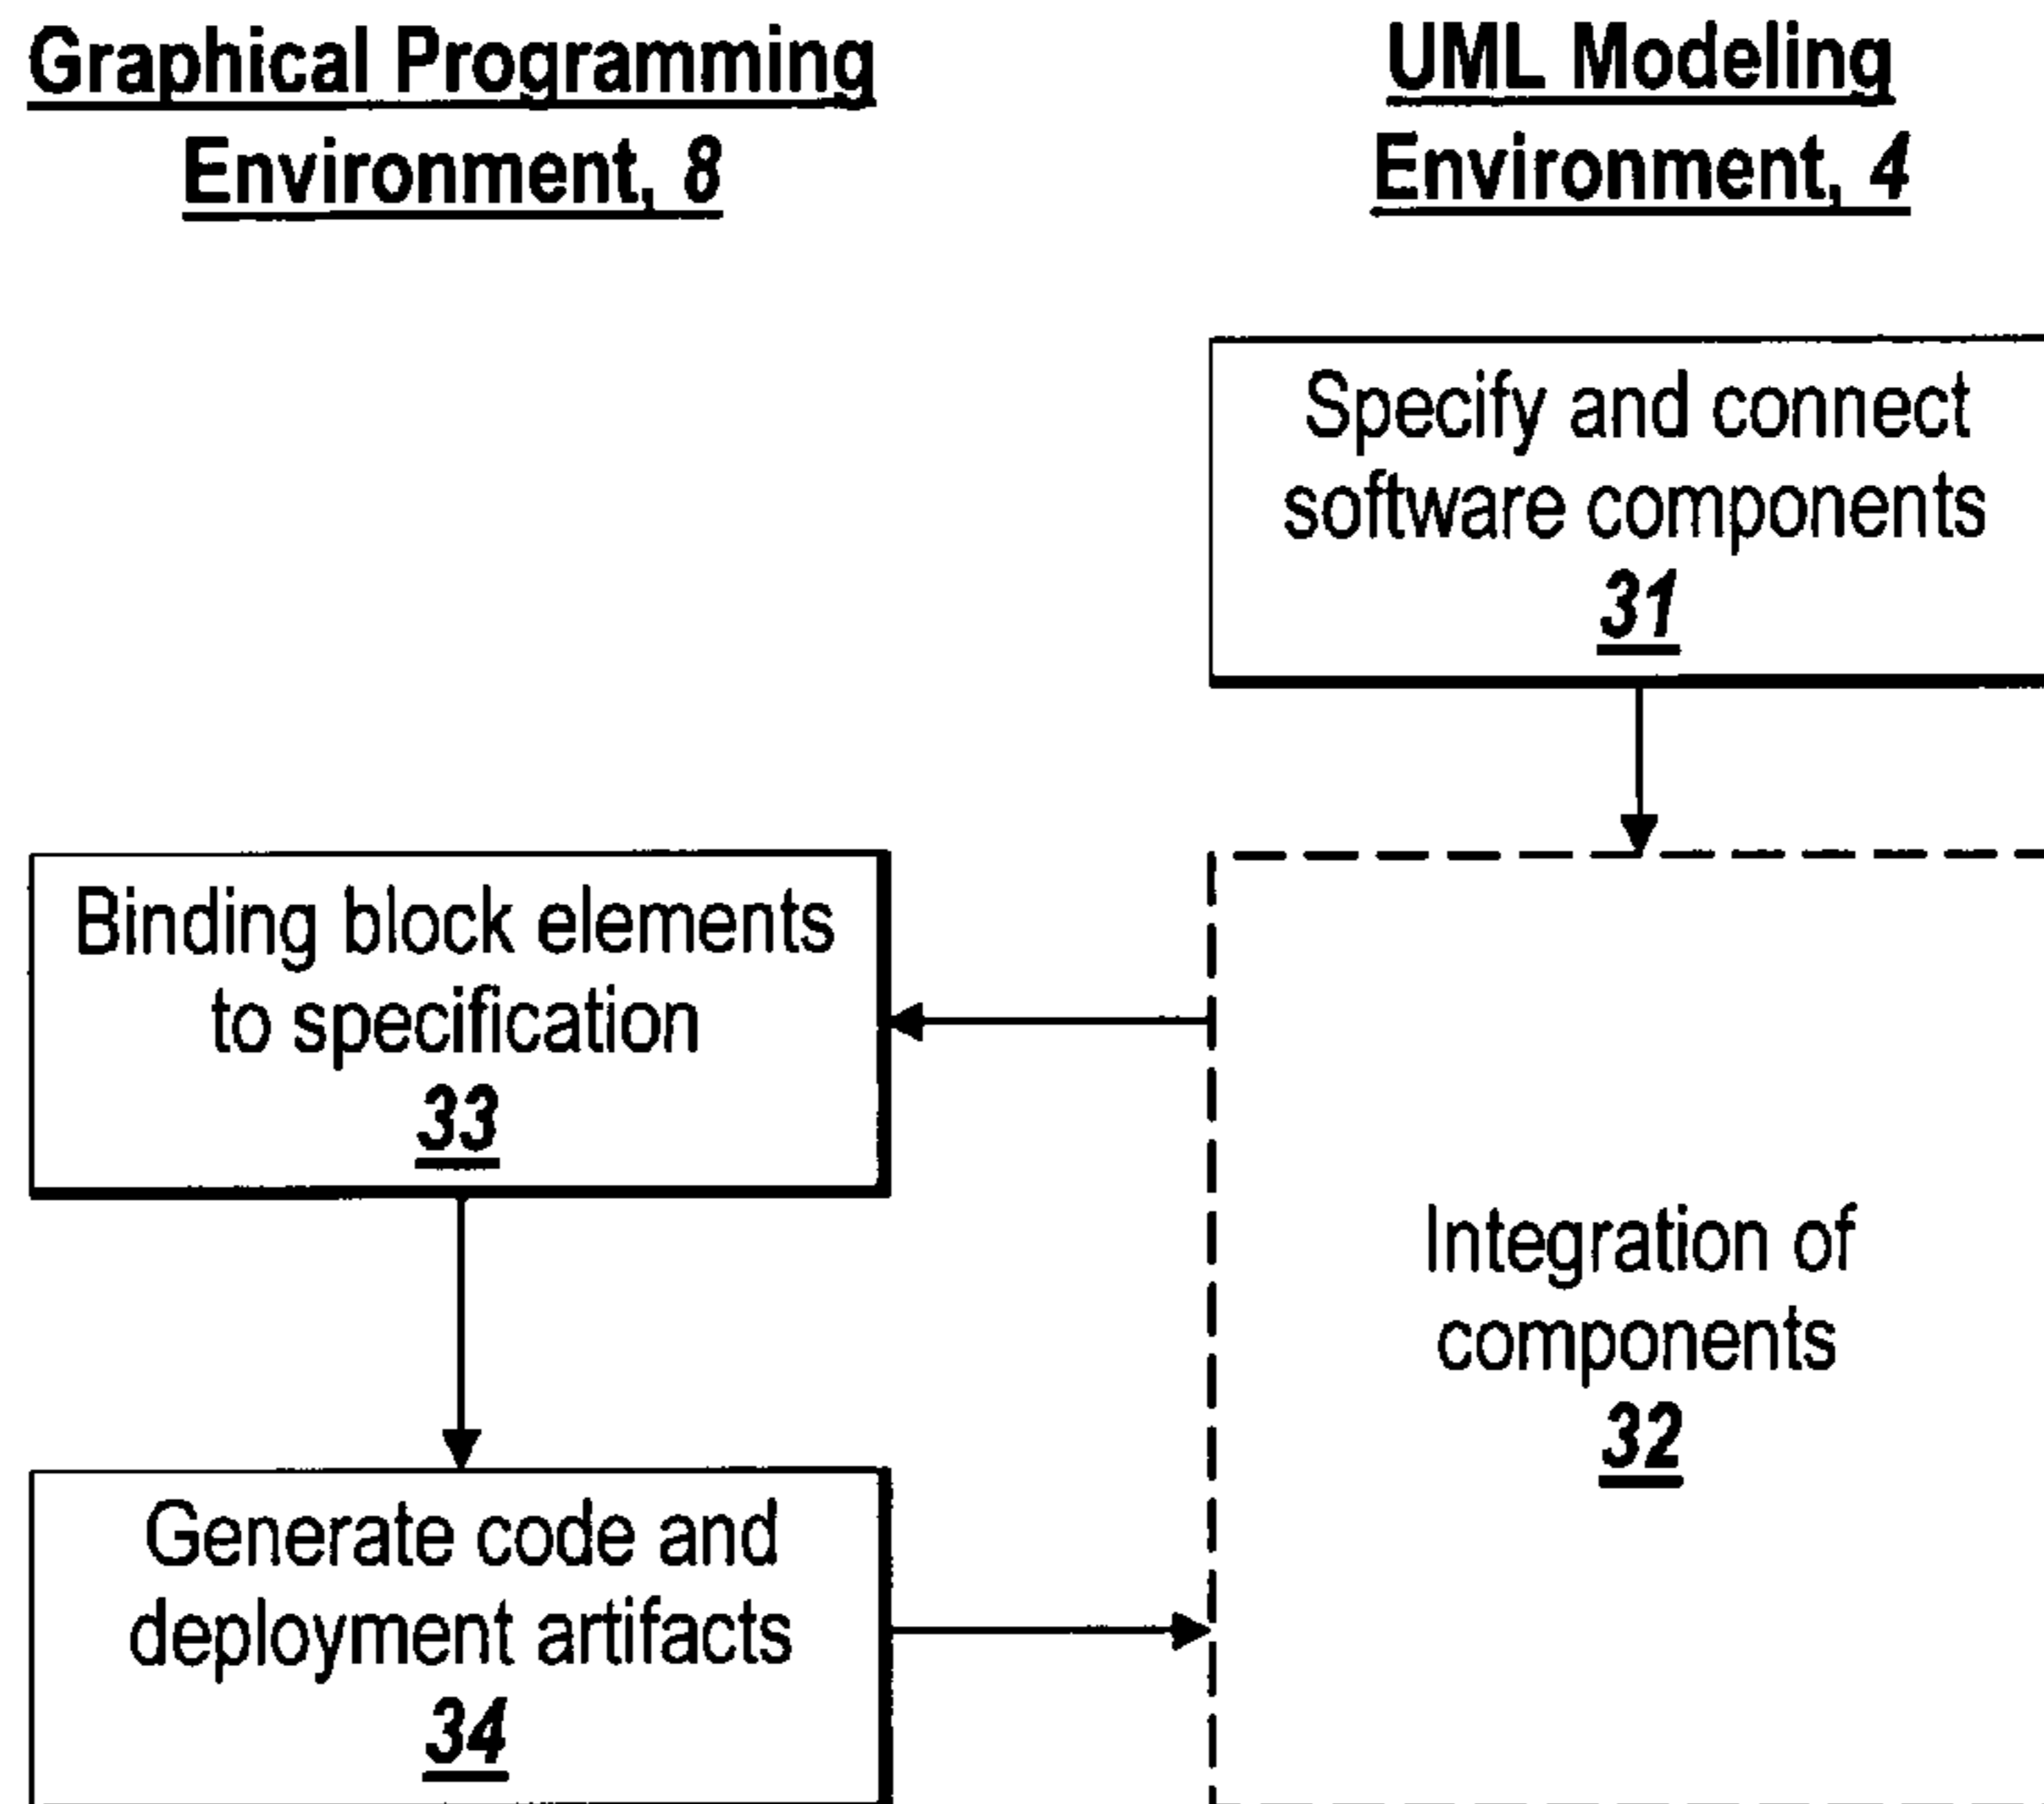 Graphical Programming
Environment, 8
UML Modeling
Environment, 4
Specify and connect
software components
31
Binding block elements
to specification
33
Integration of
components
32
Generate code and
deployment artifacts
34